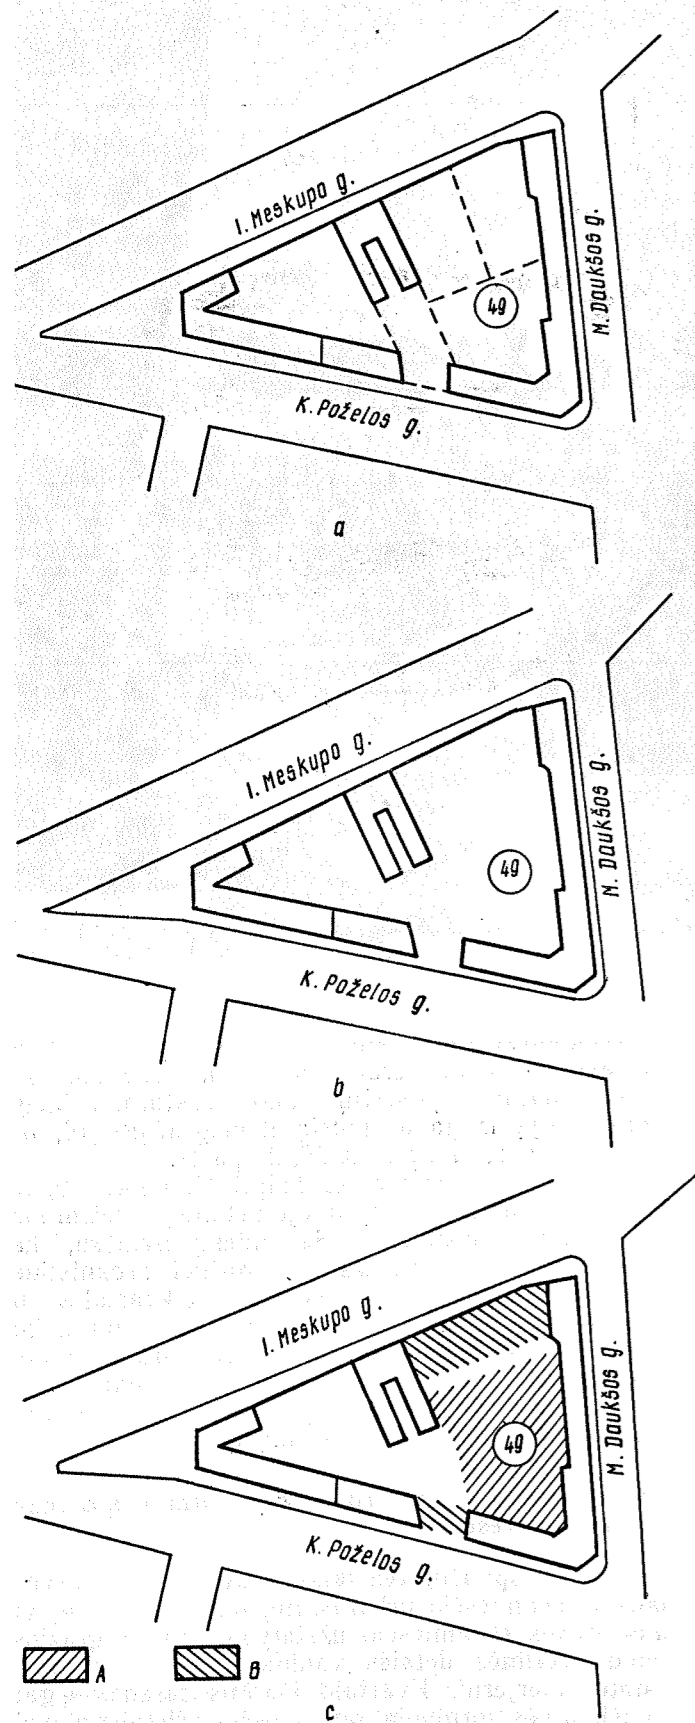 I. Meskupo g.
M. Daukšos g.
49
K. Poželos g.
a
I. Meskupo g.
M. Daukšos g.
49
K. Poželos g.
b
I. Meskupo g.
M. Daukšos g.
49
K. Poželos g.
A
B
c